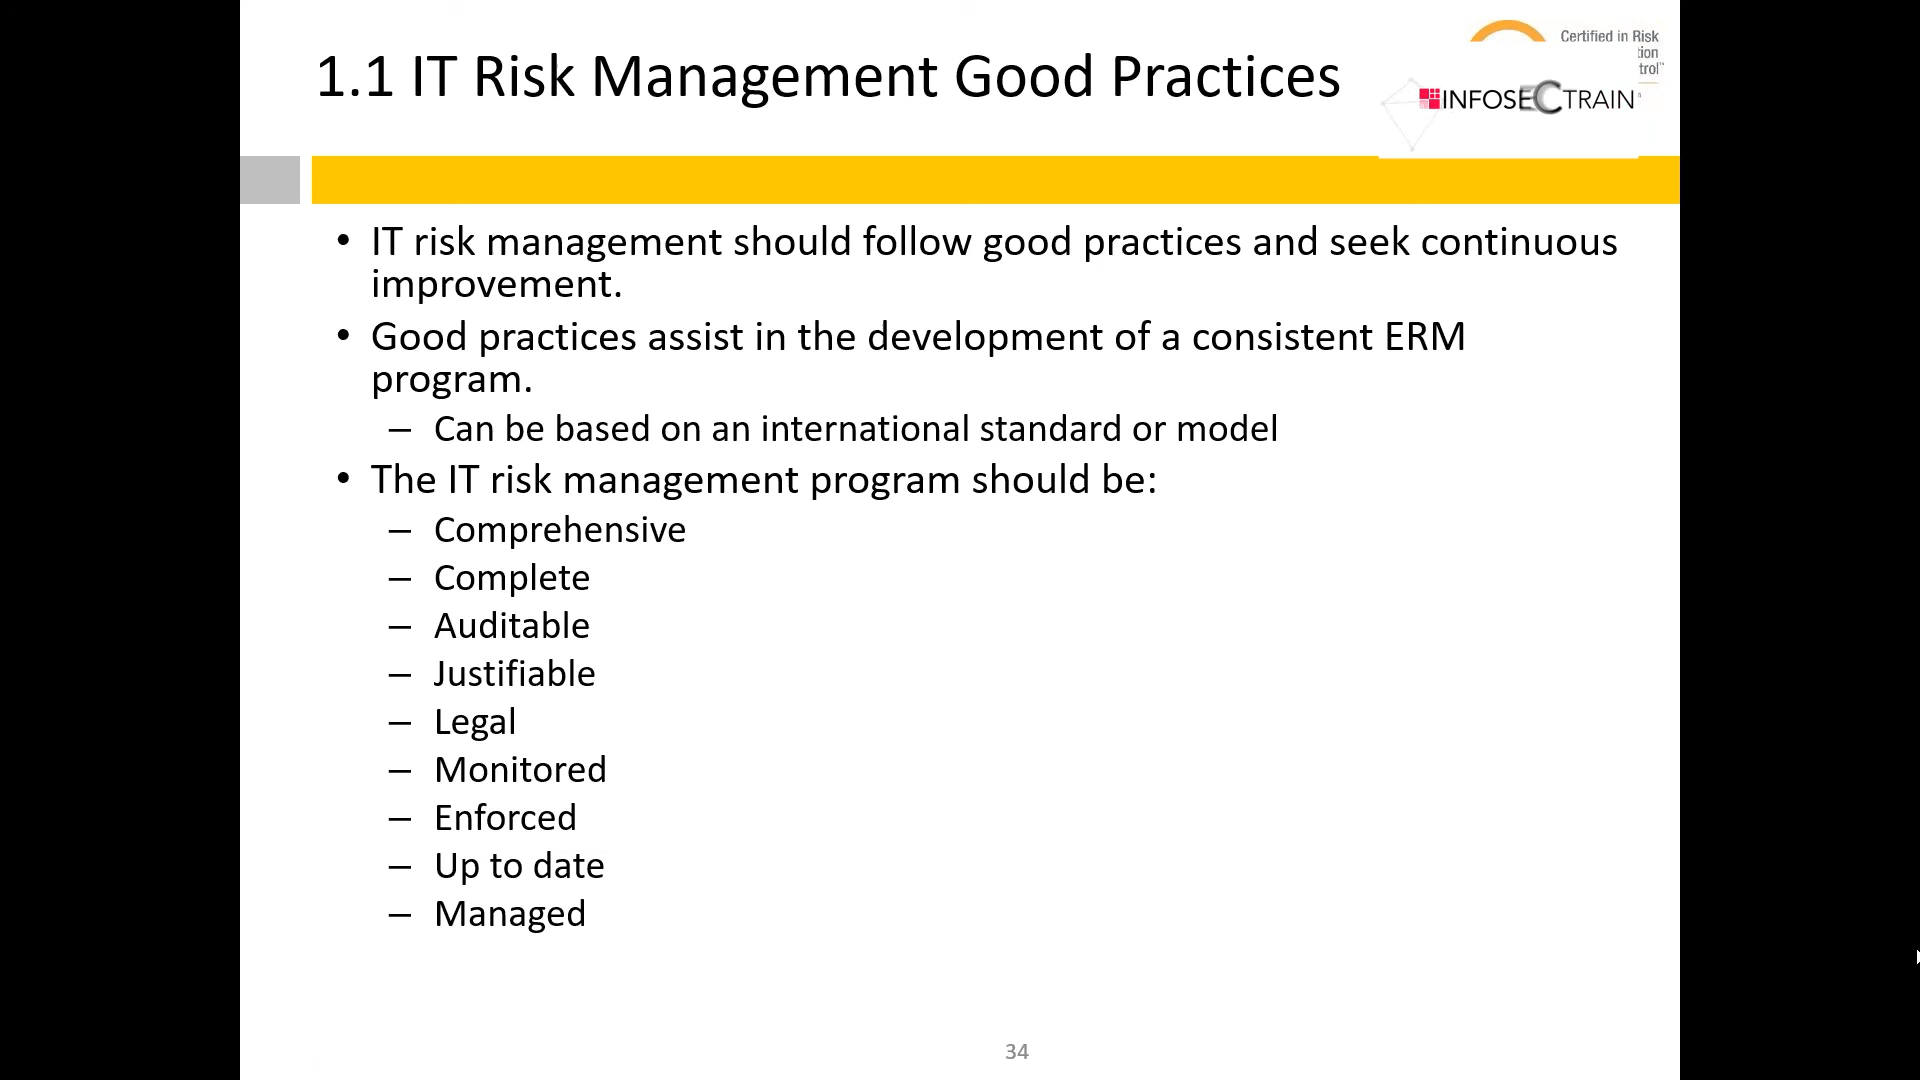 1.1 IT Risk Management Good Practices
Certified in Risk
tion
trol™
INFOSECTRAIN
• IT risk management should follow good practices and seek continuous
improvement.
• Good practices assist in the development of a consistent ERM
program.
– Can be based on an international standard or model
• The IT risk management program should be:
– Comprehensive
– Complete
– Auditable
– Justifiable
– Legal
– Monitored
– Enforced
– Up to date
– Managed
34